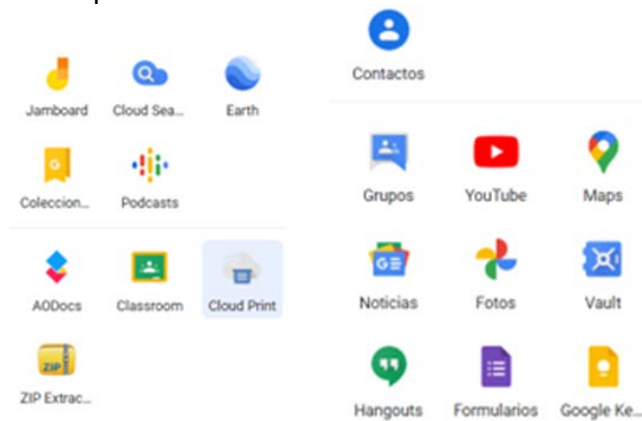 Jamboard Cloud Sea... Earth
Coleccion... Podcasts
AODocs Classroom Cloud Print
ZIP
ZIP Extrac...
Contactos
Grupos YouTube Maps
Noticias Fotos Vault
Hangouts Formularios Google Ke...